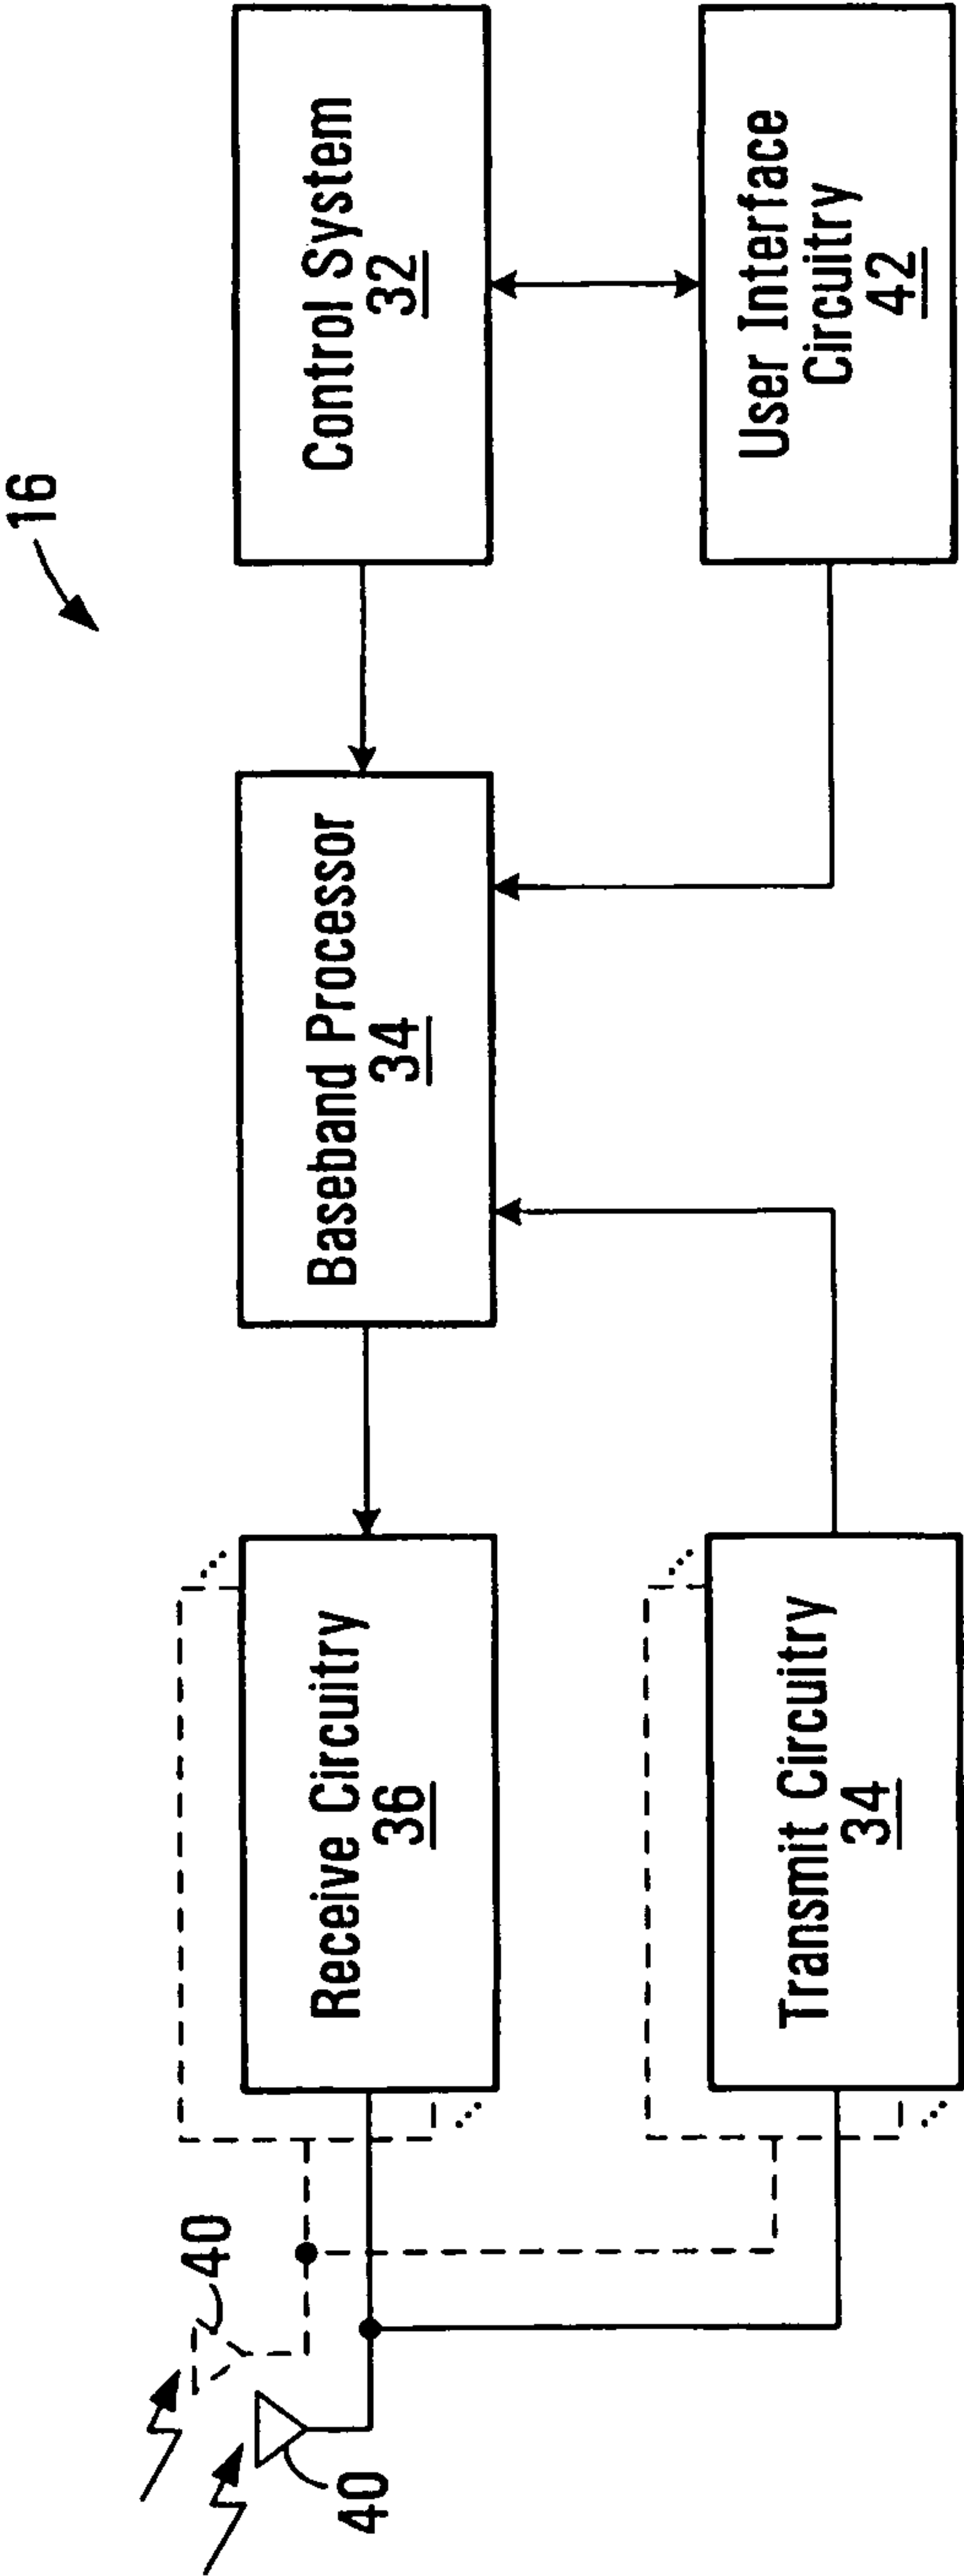 16
40
40
Receive Circuitry
36
Baseband Processor
34
Control System
32
Transmit Circuitry
34
User Interface
Circuitry
42